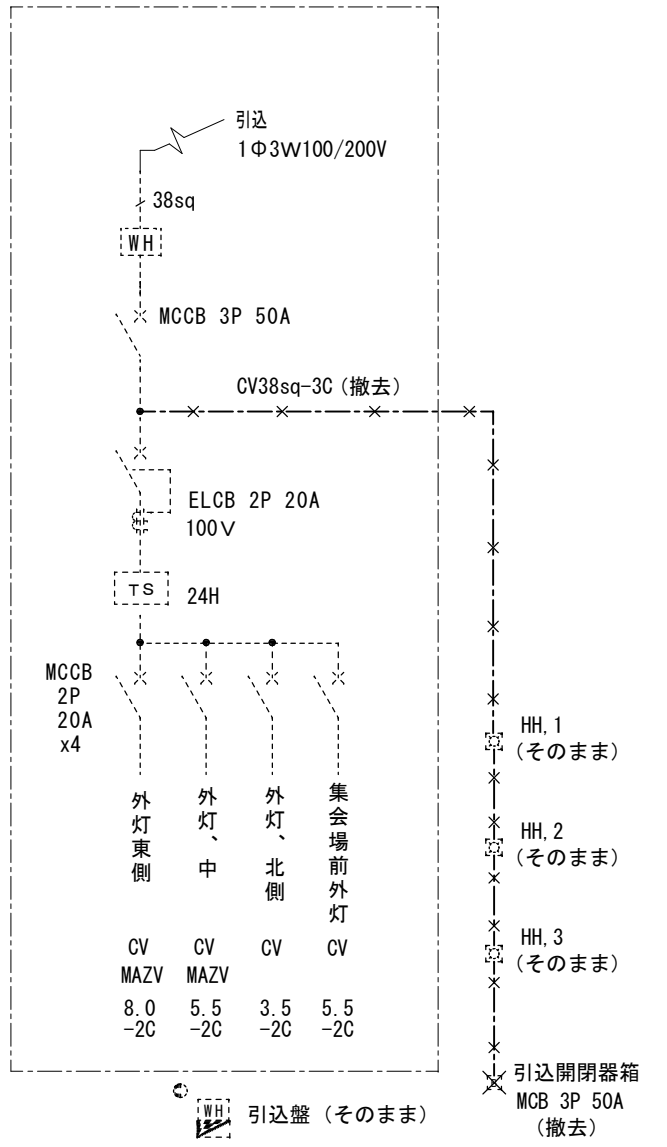 引込
1Φ3W100/200V
38sq
WH
MCCB 3P 50A
CV38sq-3C（撤去）
ELCB 2P 20A
100V
TS
24H
MCCB
2P
20A
x4
外灯東側
外灯、中
外灯、北側
集会場前外灯
CV
MAZV
8.0
-2C
CV
MAZV
5.5
-2C
CV
3.5
-2C
CV
5.5
-2C
HH,1
（そのまま）
HH,2
（そのまま）
HH,3
（そのまま）
引込開閉器箱
MCB 3P 50A
（撤去）
WH
引込盤（そのまま）